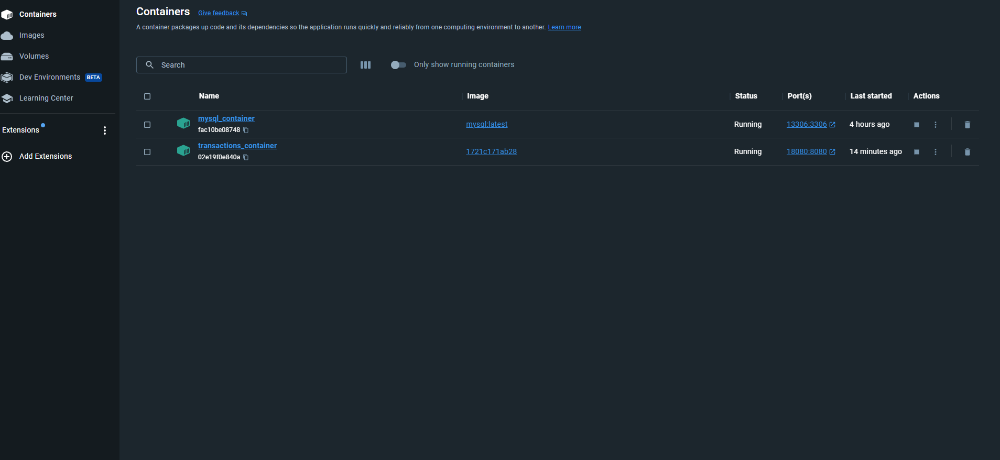 Containers
Images
Volumes
Dev Environments BETA
Learning Center
Extensions
Add Extensions
Containers Give feedback
A container packages up code and its dependencies so the application runs quickly and reliably from one computing environment to another. Learn more
Search
Only show running containers
Name Image Status Port(s) Last started Actions
mysql_container
fac10be08748
mysql:latest Running 13306:3306 4 hours ago
transactions_container
02e19f0e840a
1721c171ab28 Running 18080:8080 14 minutes ago